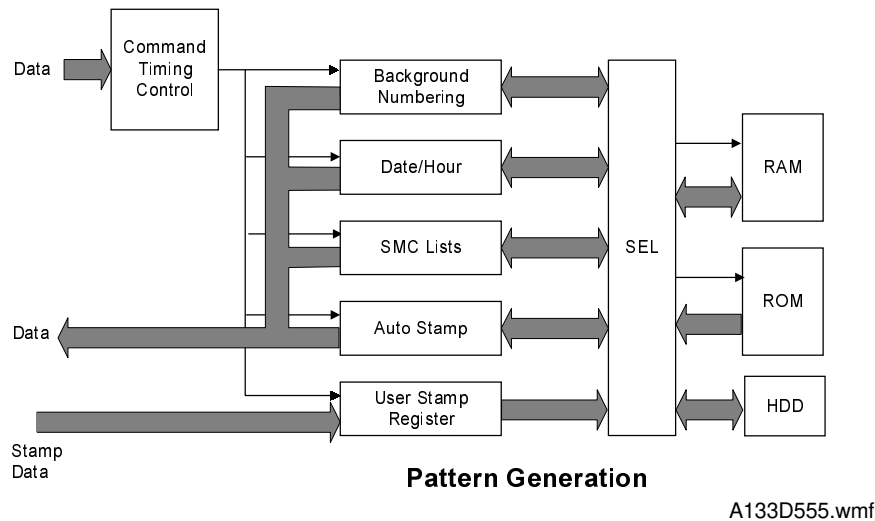 Data
Command
Timing
Control
Background
Numbering
Date/Hour
SMC Lists
Auto Stamp
User Stamp
Register
SEL
RAM
ROM
HDD
Data
Stamp
Data
Pattern Generation
A133D555.wmf